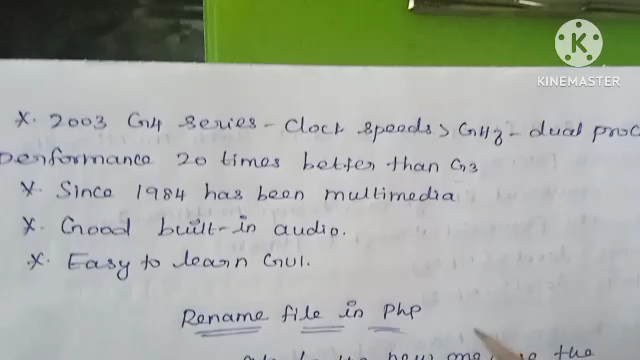 KINEMASTER
*. 2003 G4 series - Clock speeds > GHz - dual proc
performance 20 times better than G3
*. Since 1984 has been multimedia
*. Good built-in audio.
*. Easy to learn GUI.
Rename file in PhP
the